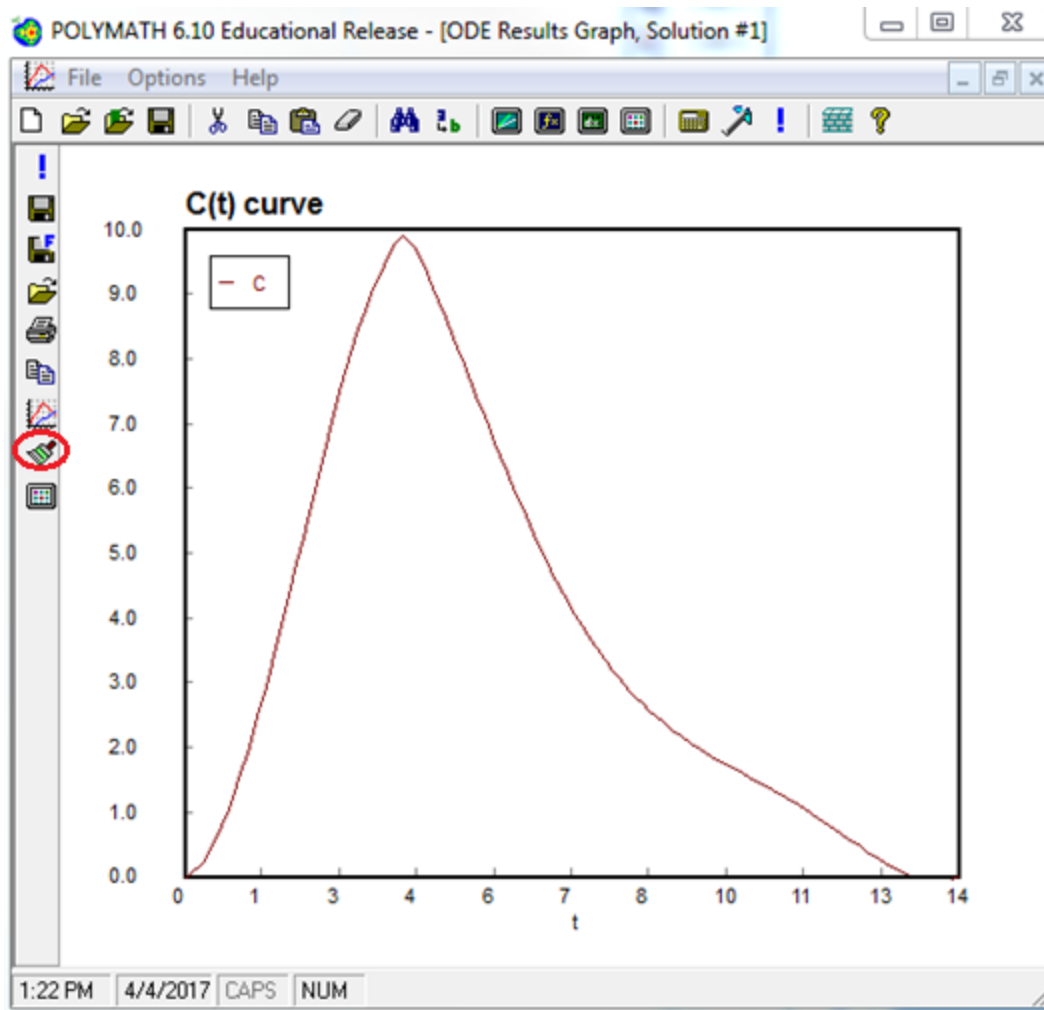 POLYMATH 6.10 Educational Release - [ODE Results Graph, Solution #1]
File Options Help
C(t) curve
C
10.0
9.0
8.0
7.0
6.0
5.0
4.0
3.0
2.0
1.0
0.0
0 1 3 4 6 7 8 10 11 13 14
t
1:22 PM 4/4/2017 CAPS NUM